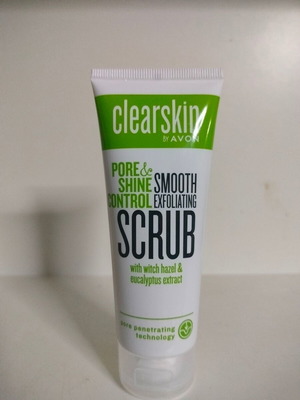 clearskin
by AVON
PORE & SMOOTH
SHINE EXFOLIATING
CONTROL
SCRUB
with witch hazel &
eucalyptus extract
pore penetrating
technology